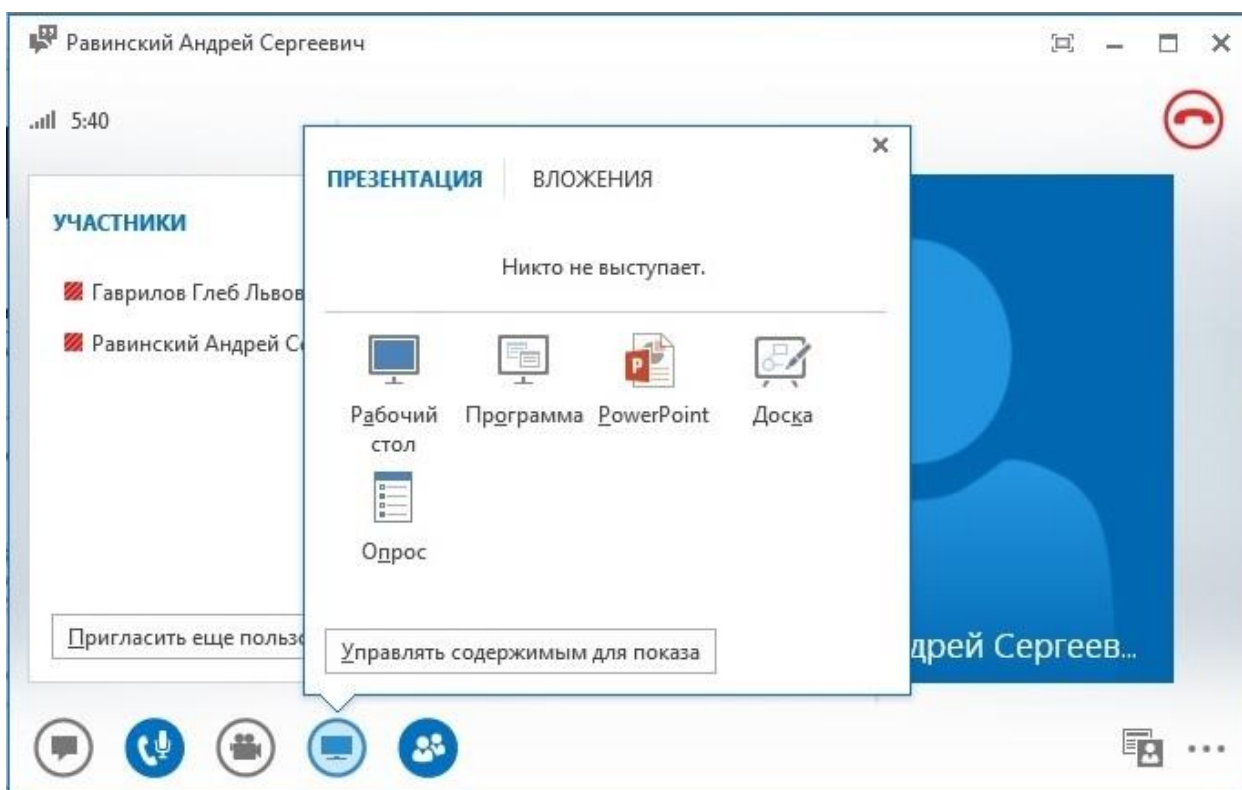 Равинский Андрей Сергеевич
5:40
УЧАСТНИКИ
Гаврилов Глеб Львов
Равинский Андрей С
Пригласить еще пользо
ПРЕЗЕНТАЦИЯ ВЛОЖЕНИЯ
Никто не выступает.
Рабочий стол
Программа
PowerPoint
Доска
Опрос
Управлять содержимым для показа
дрей Сергеев...